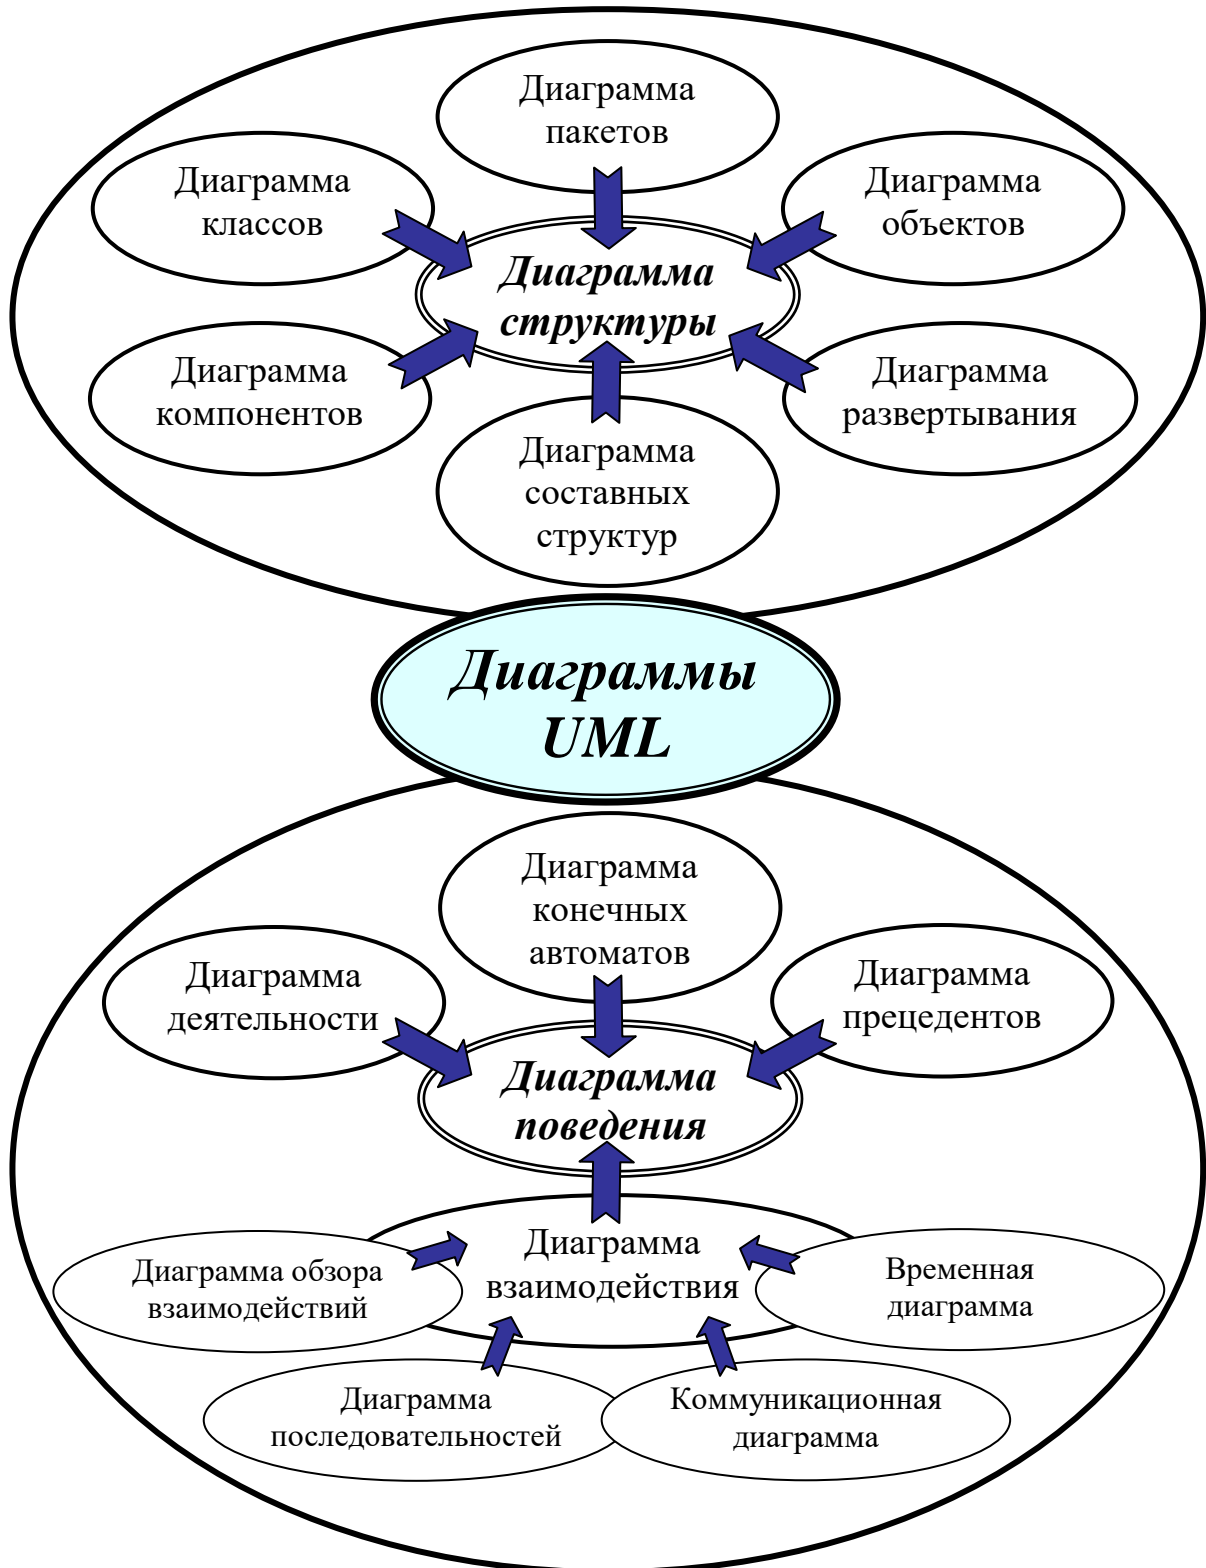 Диаграмма
пакетов
Диаграмма
классов
Диаграмма
объектов
Диаграмма
структуры
Диаграмма
компонентов
Диаграмма
развертывания
Диаграмма
составных
структур
Диаграммы
UML
Диаграмма
конечных
автоматов
Диаграмма
деятельности
Диаграмма
прецедентов
Диаграмма
поведения
Диаграмма
взаимодействия
Диаграмма обзора
взаимодействий
Временная
диаграмма
Диаграмма
последовательностей
Коммуникационная
диаграмма